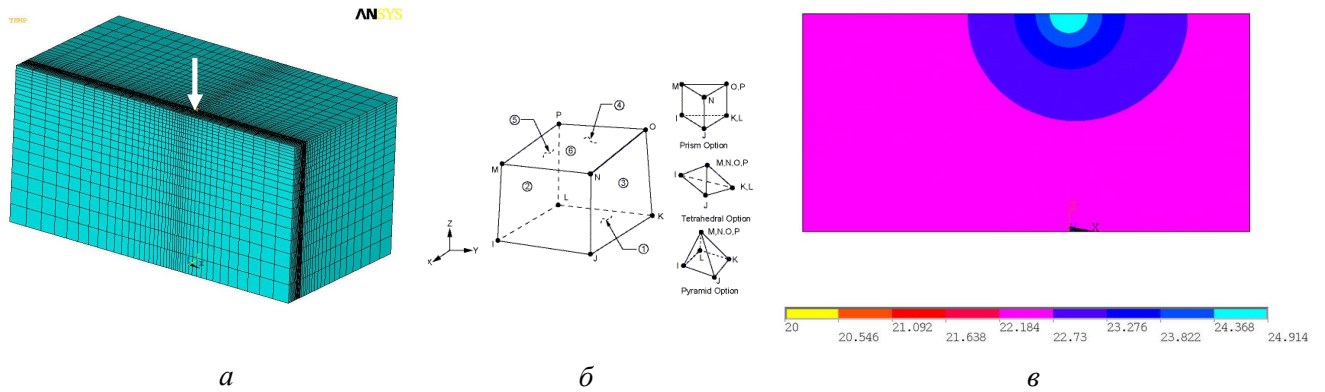 ANSYS
M
O,P
N
I
K,L
J
Prism Option
M,N,O,P
I
K,L
J
Tetrahedral Option
M,N,O,P
I
L
K
J
Pyramid Option
P
O
M
N
L
K
I
J
1
2
3
4
5
6
Z
Y
X
Z
X
20 21.092 22.184 23.276 24.368
20.546 21.638 22.73 23.822 24.914
а б в